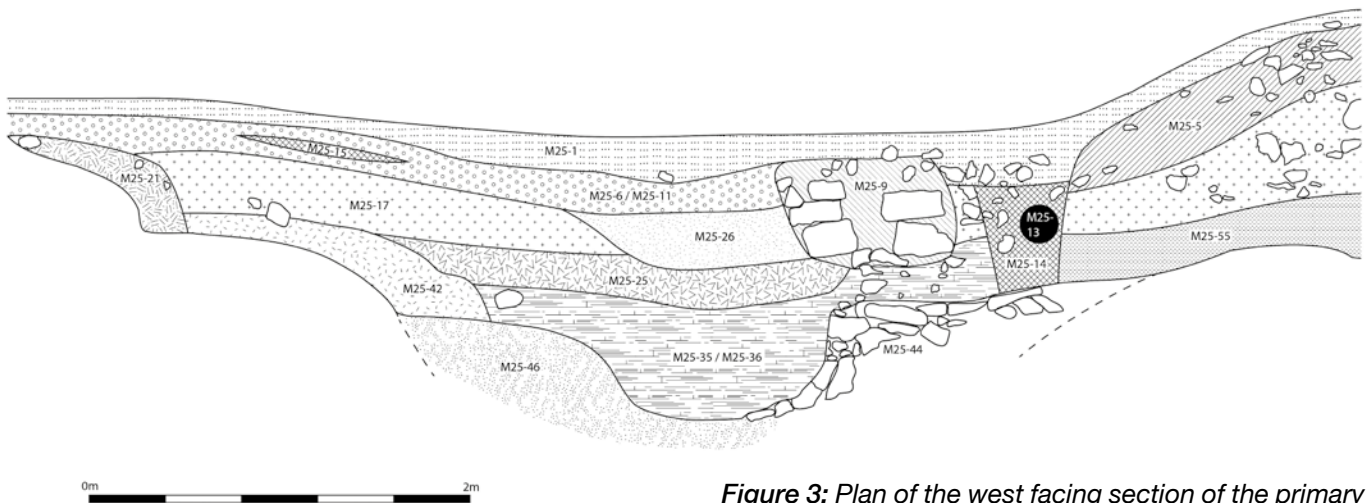 M25-1
M25-5
M25-15
M25-21
M25-9
M25-6 / M25-11
M25-17
M25-
13
M25-26
M25-55
M25-14
M25-25
M25-42
M25-35 / M25-36
M25-44
M25-46
0m
2m
Figure 3: Plan of the west facing section of the primary